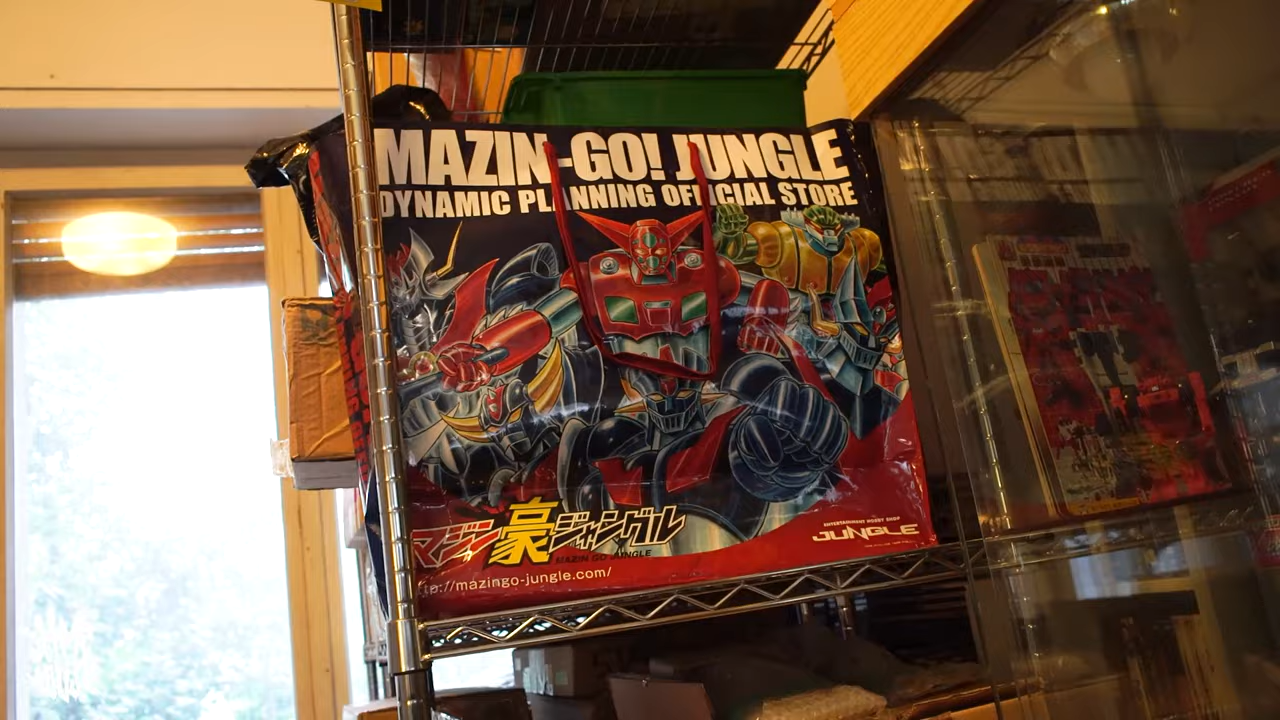 MAZIN-GO! JUNGLE
DYNAMIC PLANNING OFFICIAL STORE
マジン豪ジャングル
MAZIN GO JUNGLE
ENTERTAINMENT HOBBY SHOP
JUNGLE
tp://mazingo-jungle.com/